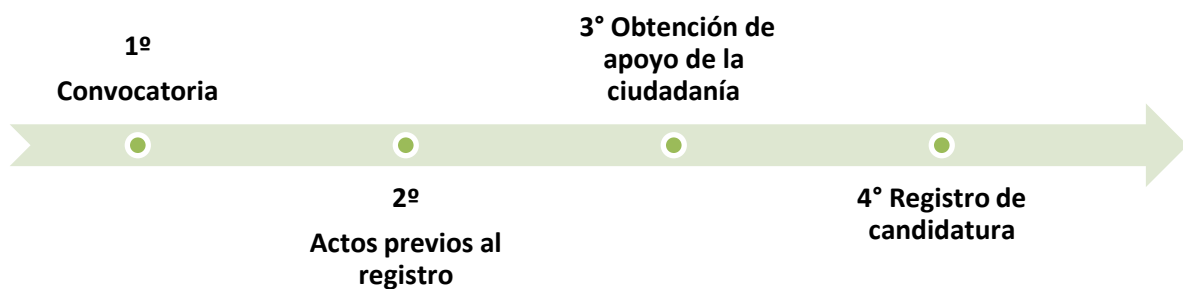 1º
Convocatoria
2º
Actos previos al
registro
3° Obtención de
apoyo de la
ciudadanía
4° Registro de
candidatura